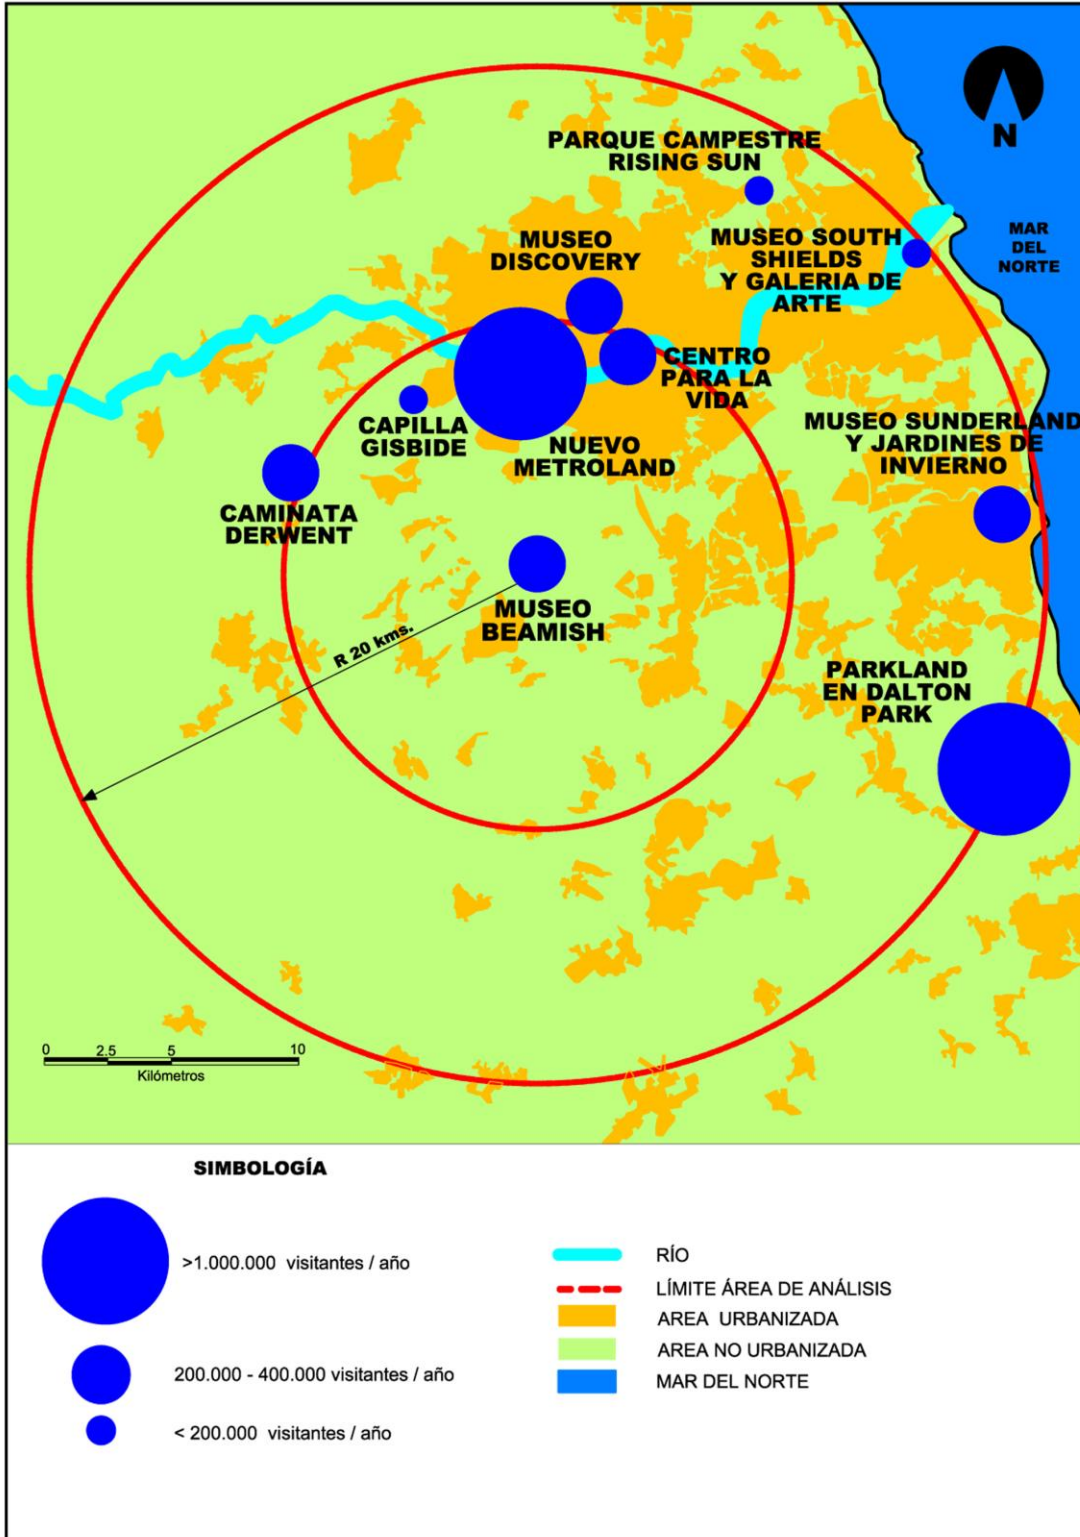 N
MAR
DEL
NORTE
PARQUE CAMPESTRE
RISING SUN
MUSEO
DISCOVERY
MUSEO SOUTH
SHIELDS
Y GALERIA DE
ARTE
CENTRO
PARA LA
VIDA
CAPILLA
GISBIDE
NUEVO
METROLAND
MUSEO SUNDERLAND
Y JARDINES DE
INVIERNO
CAMINATA
DERWENT
MUSEO
BEAMISH
R 20 kms.
PARKLAND
EN DALTON
PARK
0 2.5 5 10
Kilómetros
SIMBOLOGÍA
>1.000.000 visitantes / año
200.000 - 400.000 visitantes / año
< 200.000 visitantes / año
RÍO
LÍMITE ÁREA DE ANÁLISIS
AREA URBANIZADA
AREA NO URBANIZADA
MAR DEL NORTE